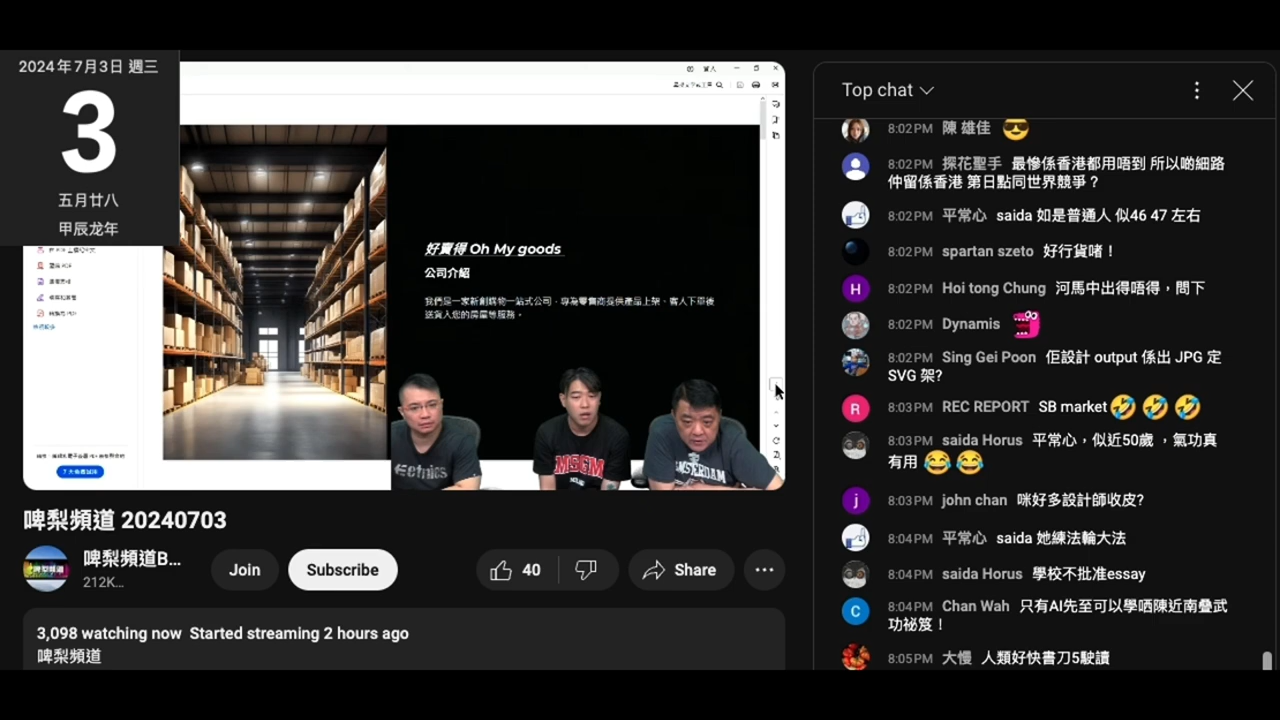 2024年7月3日 週三
3
五月廿八
甲辰龙年
好賣得 Oh My goods
公司介紹
我們是一家新創購物一站式公司，專為零售商提供產品上架、客人下單後
送貨入您的房屋等服務。
Ectnics
AMSTERDAM
啤梨頻道 20240703
啤梨頻道B...
212K...
Join
Subscribe
40
Share
3,098 watching now Started streaming 2 hours ago
啤梨頻道
Top chat
8:02PM 陳 雄佳 😎
8:02PM 探花聖手 最慘係香港都用唔到 所以啲細路
仲留係香港 第日點同世界競爭？
8:02PM 平常心 saida 如是普通人 似46 47 左右
8:02PM spartan szeto 好行貨啫！
H
8:02PM Hoi tong Chung 河馬中出得唔得，問下
8:02PM Dynamis
8:02PM Sing Gei Poon 佢設計 output 係出 JPG 定
SVG 架?
R
8:03PM REC REPORT SB market🤣🤣🤣
8:03PM saida Horus 平常心，似近50歲 ，氣功真
有用 😂😂
j
8:03PM john chan 咪好多設計師收皮?
8:04PM 平常心 saida 她練法輪大法
8:04PM saida Horus 學校不批准essay
C
8:04PM Chan Wah 只有AI先至可以學哂陳近南叠武
功祕笈！
8:05PM 大慢 人類好快書刀5駛讀